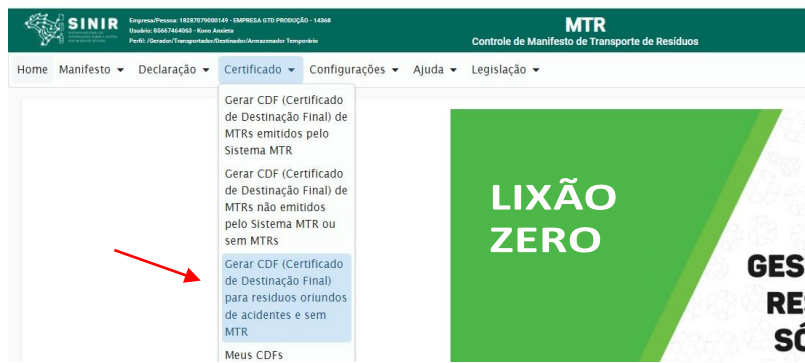 SINIR
Empresa/Pessoa: 18287079000149 - EMPRESA GTD PRODUÇÃO - 14368
Usuário: 85667464063 - Kono Anxieta
Perfil: /Gerador/Transportador/Destinador/Armazenador Temporário
MTR
Controle de Manifesto de Transporte de Resíduos
Home Manifesto Declaração Certificado Configurações Ajuda Legislação
Gerar CDF (Certificado
de Destinação Final) de
MTRs emitidos pelo
Sistema MTR
Gerar CDF (Certificado
de Destinação Final) de
MTRs não emitidos
pelo Sistema MTR ou
sem MTRs
Gerar CDF (Certificado
de Destinação Final)
para residuos oriundos
de acidentes e sem
MTR
Meus CDFs
LIXÃO
ZERO
GES
RES
SÓ